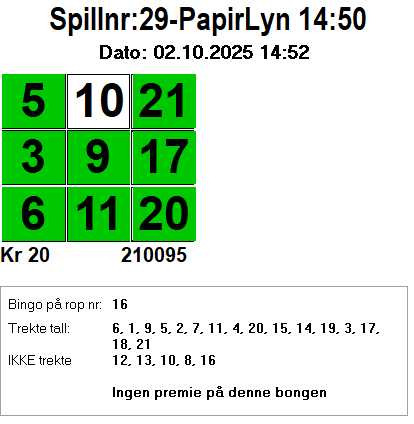 Spillnr:29-PapirLyn 14:50
Dato: 02.10.2025 14:52
5 10 21
3 9 17
6 11 20
Kr 20 210095
Bingo på rop nr: 16
Trekte tall: 6, 1, 9, 5, 2, 7, 11, 4, 20, 15, 14, 19, 3, 17,
18, 21
IKKE trekte 12, 13, 10, 8, 16
Ingen premie på denne bongen